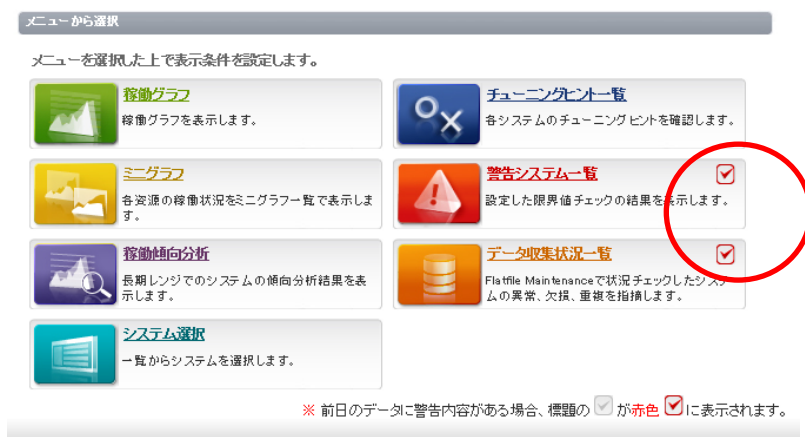 メニューから選択
メニューを選択した上で表示条件を設定します。
稼働グラフ
稼働グラフを表示します。
チューニングヒント一覧
各システムのチューニングヒントを確認します。
ミニグラフ
各資源の稼働状況をミニグラフ一覧で表示しま
す。
警告システム一覧
設定した限界値チェックの結果を表示します。
稼働傾向分析
長期レンジでのシステムの傾向分析結果を表
示します。
データ収集状況一覧
Flatfile Maintenanceで状況チェックしたシステ
ムの異常、欠損、重複を指摘します。
システム選択
一覧からシステムを選択します。
※ 前日のデータに警告内容がある場合、標題の が赤色 に表示されます。